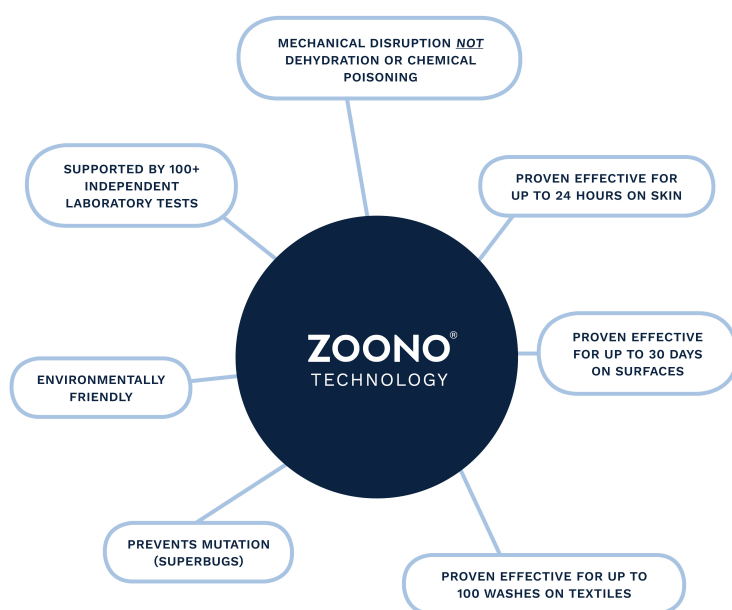 MECHANICAL DISRUPTION NOT
DEHYDRATION OR CHEMICAL
POISONING
SUPPORTED BY 100+
INDEPENDENT
LABORATORY TESTS
PROVEN EFFECTIVE FOR
UP TO 24 HOURS ON SKIN
ZOONO®
TECHNOLOGY
PROVEN EFFECTIVE
FOR UP TO 30 DAYS
ON SURFACES
ENVIRONMENTALLY
FRIENDLY
PREVENTS MUTATION
(SUPERBUGS)
PROVEN EFFECTIVE FOR UP TO
100 WASHES ON TEXTILES